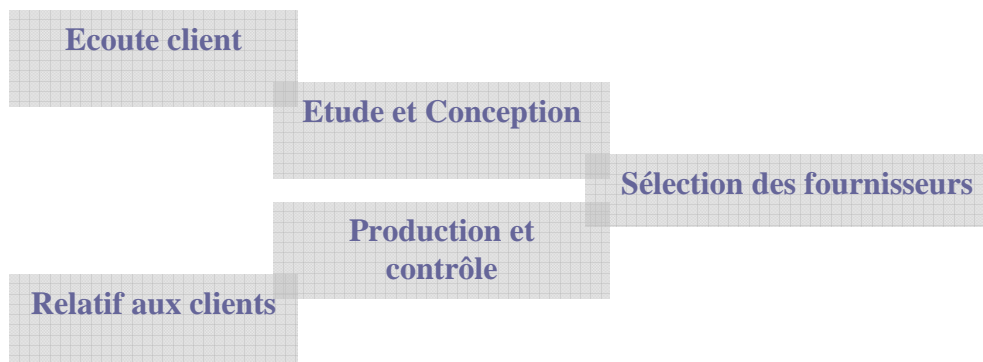 Ecoute client
Etude et Conception
Sélection des fournisseurs
Production et
contrôle
Relatif aux clients